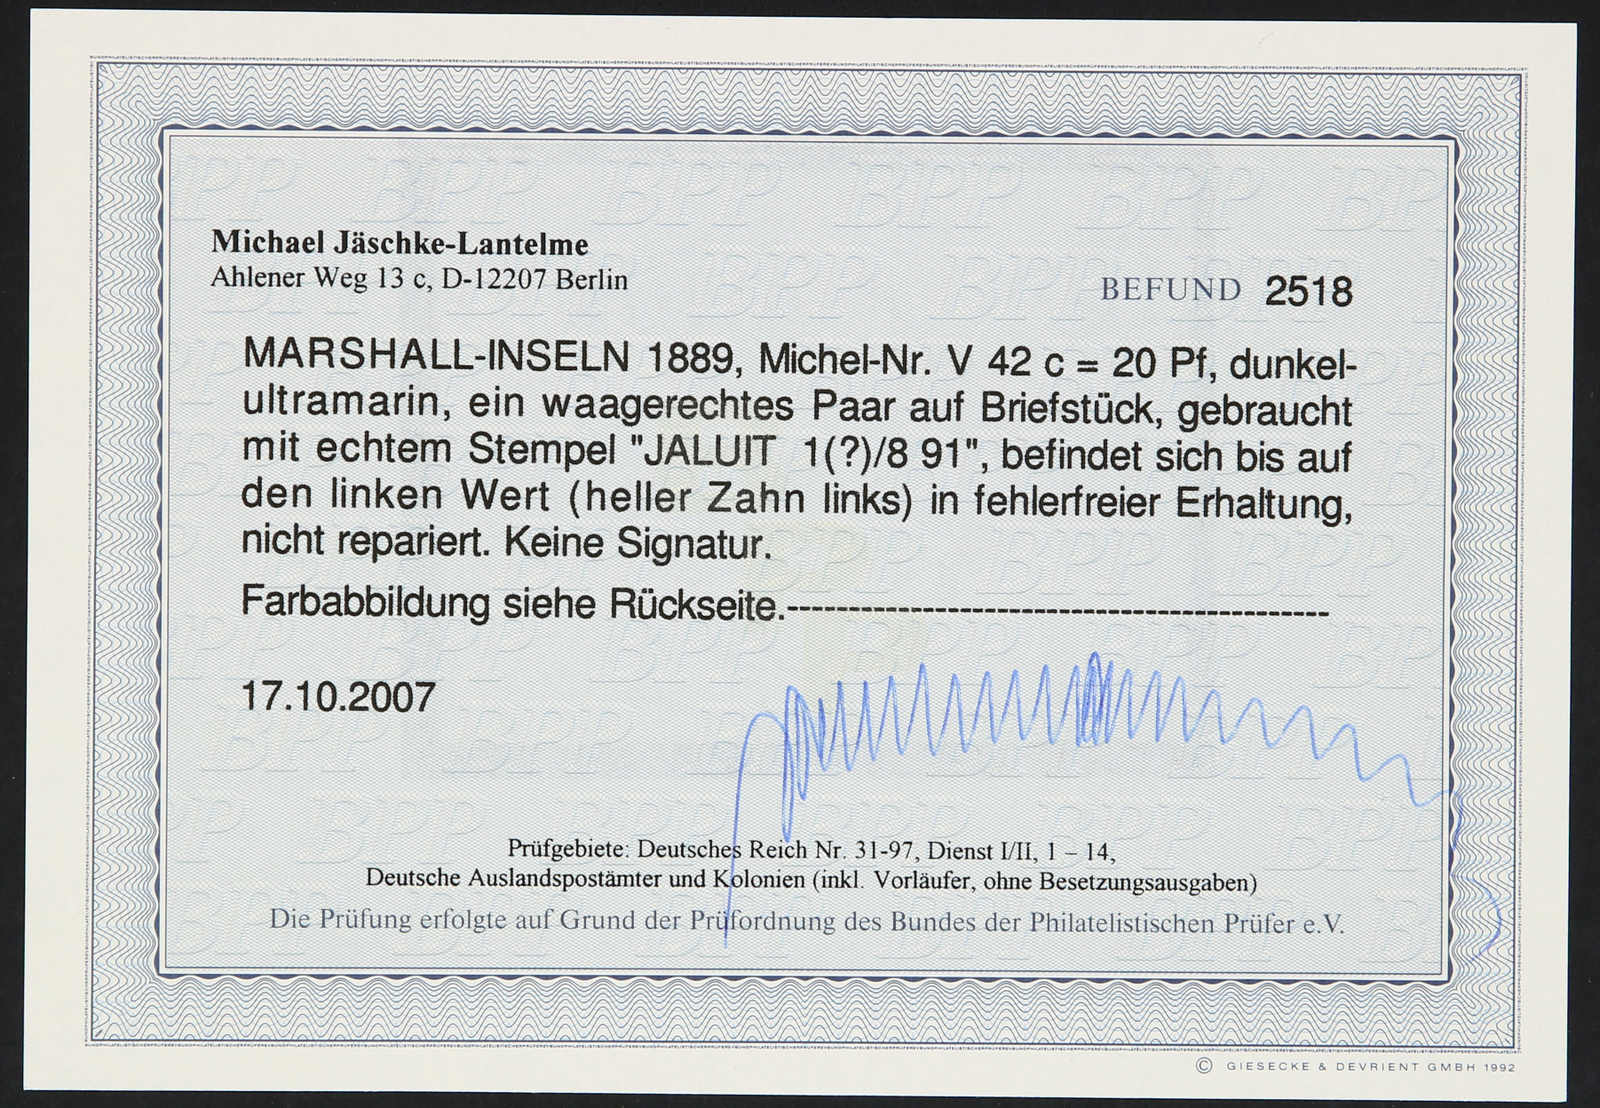 Michael Jäschke-Lantelme
Ahlener Weg 13 c, D-12207 Berlin
BEFUND 2518
MARSHALL-INSELN 1889, Michel-Nr. V 42 c = 20 Pf, dunkel-
ultramarin, ein waagerechtes Paar auf Briefstück, gebraucht
mit echtem Stempel "JALUIT 1(?)/8 91", befindet sich bis auf
den linken Wert (heller Zahn links) in fehlerfreier Erhaltung,
nicht repariert. Keine Signatur.
Farbabbildung siehe Rückseite.--------------------------------------------
17.10.2007
Prüfgebiete: Deutsches Reich Nr. 31-97, Dienst I/II, 1 – 14,
Deutsche Auslandspostämter und Kolonien (inkl. Vorläufer, ohne Besetzungsausgaben)
Die Prüfung erfolgte auf Grund der Prüfordnung des Bundes der Philatelistischen Prüfer e.V.
© GIESECKE & DEVRIENT GMBH 1992